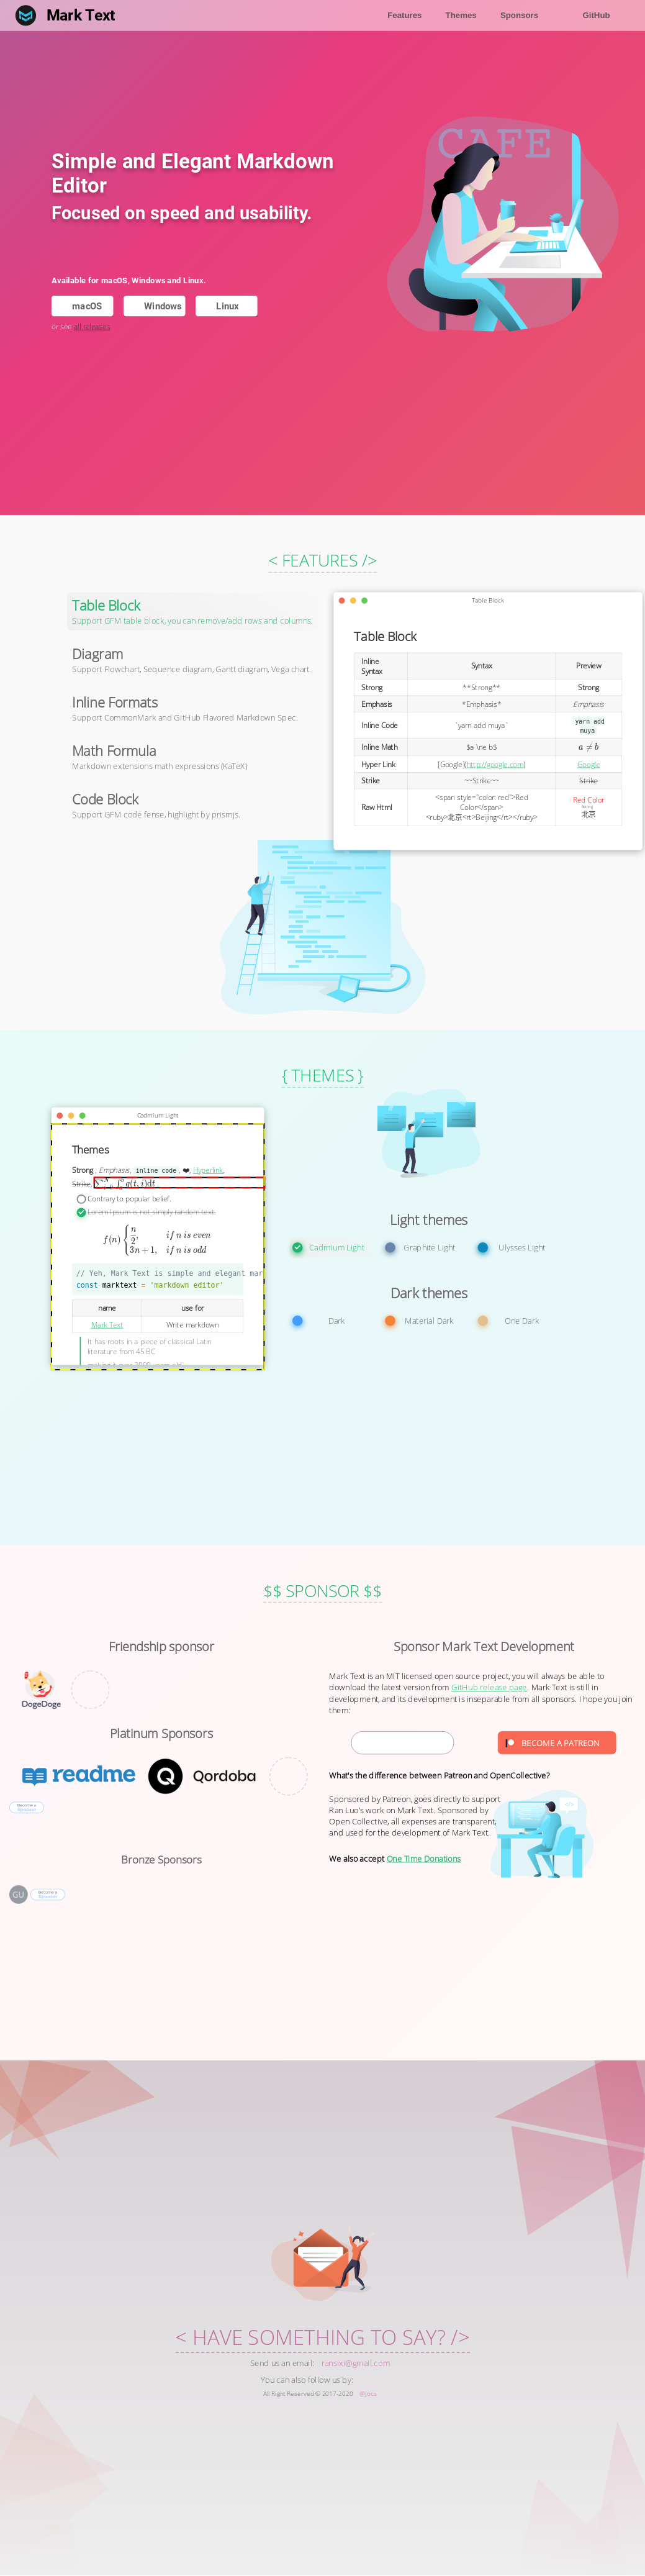 Mark Text
Features
Themes
Sponsors
GitHub
CAFE
Simple and Elegant Markdown
Editor
Focused on speed and usability.
Available for macOS, Windows and Linux.
macOS
Windows
Linux
or see all releases
< FEATURES />
Table Block
Support GFM table block, you can remove/add rows and columns.
Diagram
Support Flowchart, Sequence diagram, Gantt diagram, Vega chart.
Inline Formats
Support CommonMark and GitHub Flavored Markdown Spec.
Math Formula
Markdown extensions math expressions (KaTeX)
Code Block
Support GFM code fense, highlight by prismjs.
Table Block
Table Block
Inline Syntax Syntax Preview
Strong **Strong** Strong
Emphasis *Emphasis* Emphasis
Inline Code `yarn add muya` yarn add muya
Inline Math $a \ne b$ a ≠ b
Hyper Link [Google](http://google.com) Google
Strike ~~Strike~~ Strike
Raw Html <span style="color: red">Red Color</span> <ruby>北京<rt>Beijing</rt></ruby> Red Color 北京 Beijing
{ THEMES }
Cadmium Light
Themes
Strong , Emphasis, inline code , ❤️, Hyperlink,
Strike,
Contrary to popular belief.
Lorem Ipsum is not simply random text.
f(n) { n/2, if n is even
3n + 1, if n is odd
// Yeh, Mark Text is simple and elegant mar
const marktext = 'markdown editor'
name use for
Mark Text Write markdown
It has roots in a piece of classical Latin
literature from 45 BC
Light themes
Cadmium Light
Graphite Light
Ulysses Light
Dark themes
Dark
Material Dark
One Dark
$$ SPONSOR $$
Friendship sponsor
DogeDoge
Platinum Sponsors
readme
Qordoba
Become a
Sponsor
Bronze Sponsors
GU
Become a
Sponsor
Sponsor Mark Text Development
Mark Text is an MIT licensed open source project, you will always be able to
download the latest version from GitHub release page. Mark Text is still in
development, and its development is inseparable from all sponsors. I hope you join
them:
BECOME A PATREON
What's the difference between Patreon and OpenCollective?
Sponsored by Patreon, goes directly to support
Ran Luo's work on Mark Text. Sponsored by
Open Collective, all expenses are transparent,
and used for the development of Mark Text.
We also accept One Time Donations
< HAVE SOMETHING TO SAY? />
Send us an email: ransixi@gmail.com
You can also follow us by:
All Right Reserved © 2017-2020 @Jocs